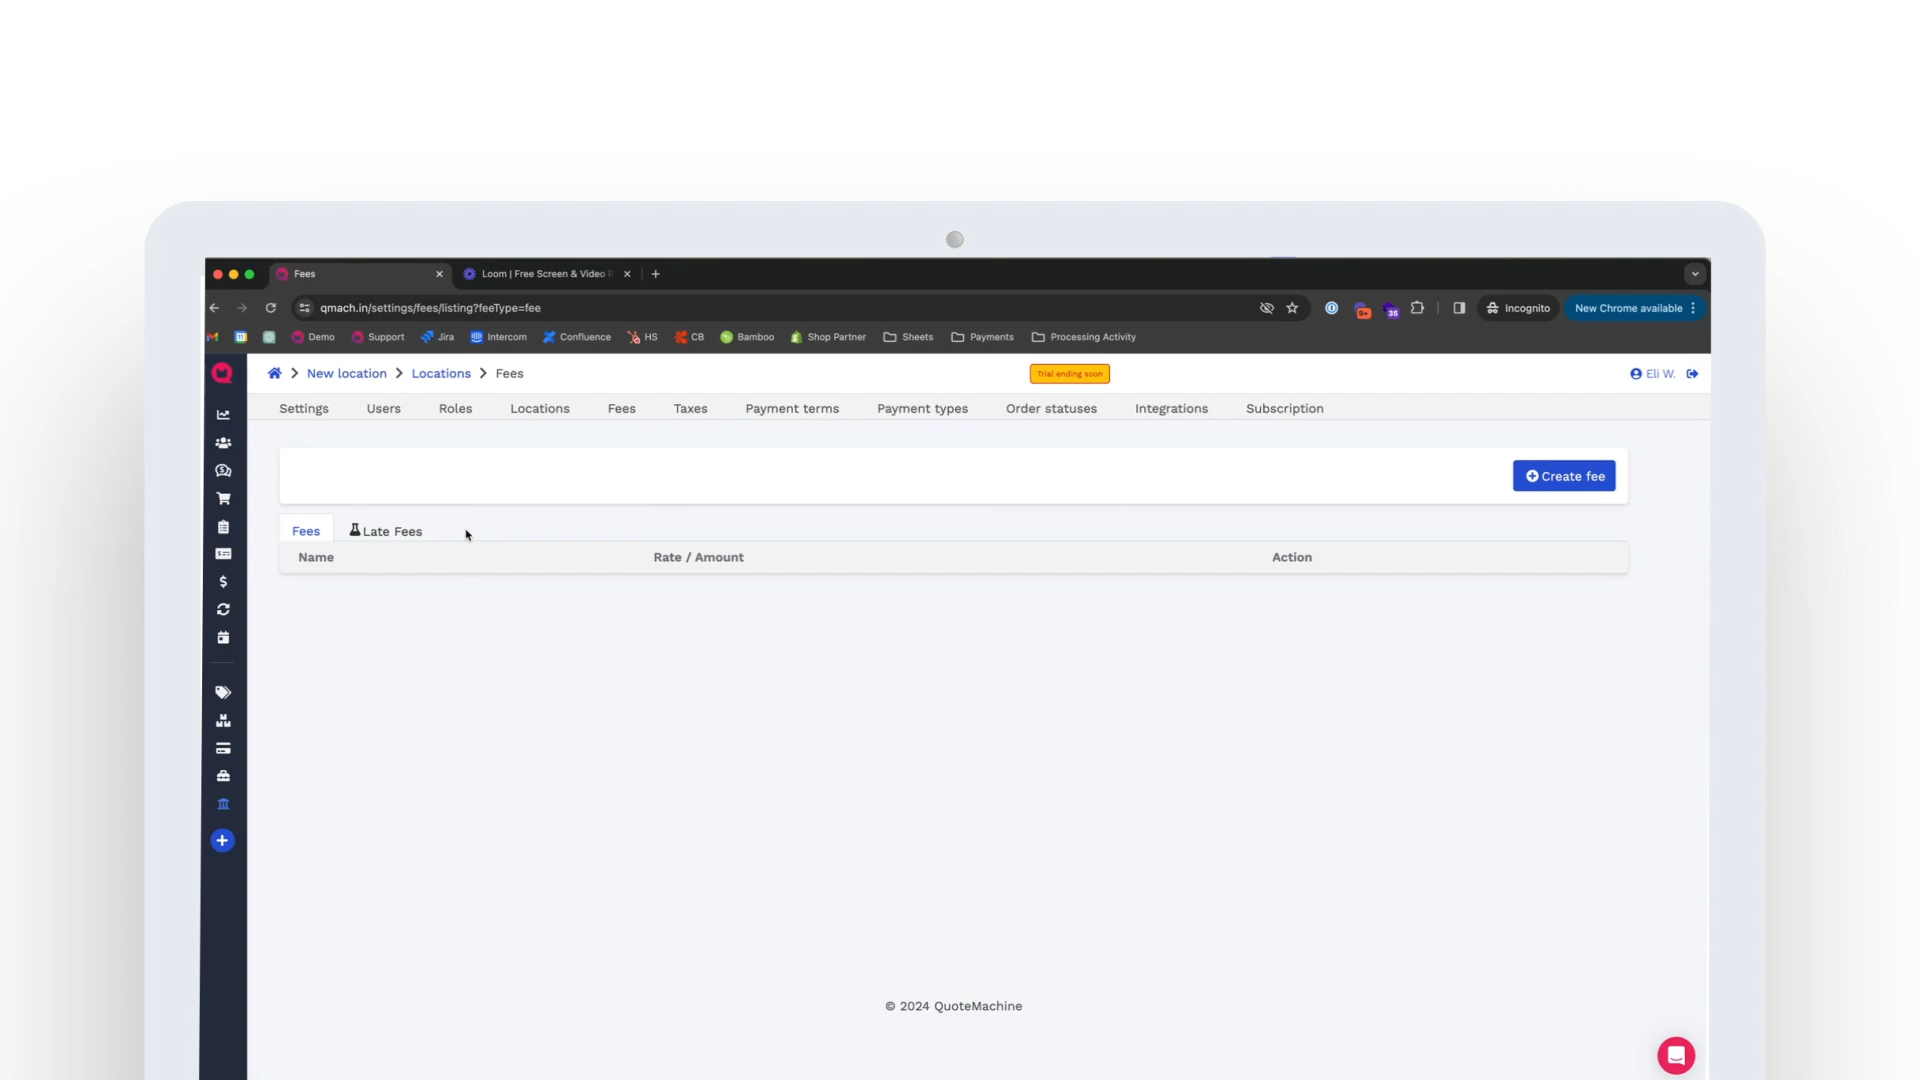 Fees
Loom | Free Screen & Video R
qmach.in/settings/fees/listing?feeType=fee
9+
35
Incognito
New Chrome available
Demo
Support
Jira
Intercom
Confluence
HS
CB
Bamboo
Shop Partner
Sheets
Payments
Processing Activity
New location
Locations
Fees
Trial ending soon
Eli W.
Settings
Users
Roles
Locations
Fees
Taxes
Payment terms
Payment types
Order statuses
Integrations
Subscription
Create fee
Fees
Late Fees
Name
Rate / Amount
Action
© 2024 QuoteMachine